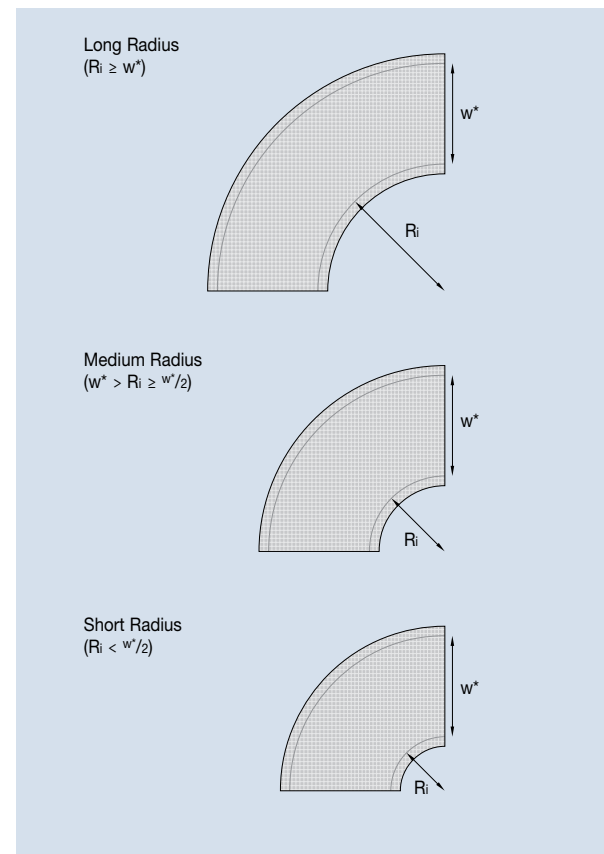 Long Radius
(Ri ≥ w*)
w*
Ri
Medium Radius
(w* > Ri ≥ w*/2)
w*
Ri
Short Radius
(Ri < w*/2)
w*
Ri